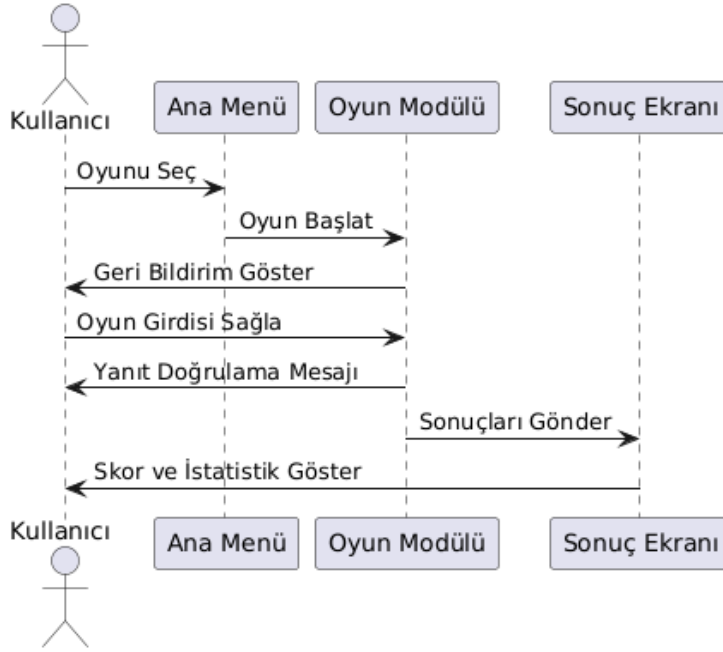 Kullanıcı
Ana Menü
Oyun Modülü
Sonuç Ekranı
Oyunu Seç
Oyun Başlat
Geri Bildirim Göster
Oyun Girdisi Sağla
Yanıt Doğrulama Mesajı
Sonuçları Gönder
Skor ve İstatistik Göster
Kullanıcı
Ana Menü
Oyun Modülü
Sonuç Ekranı